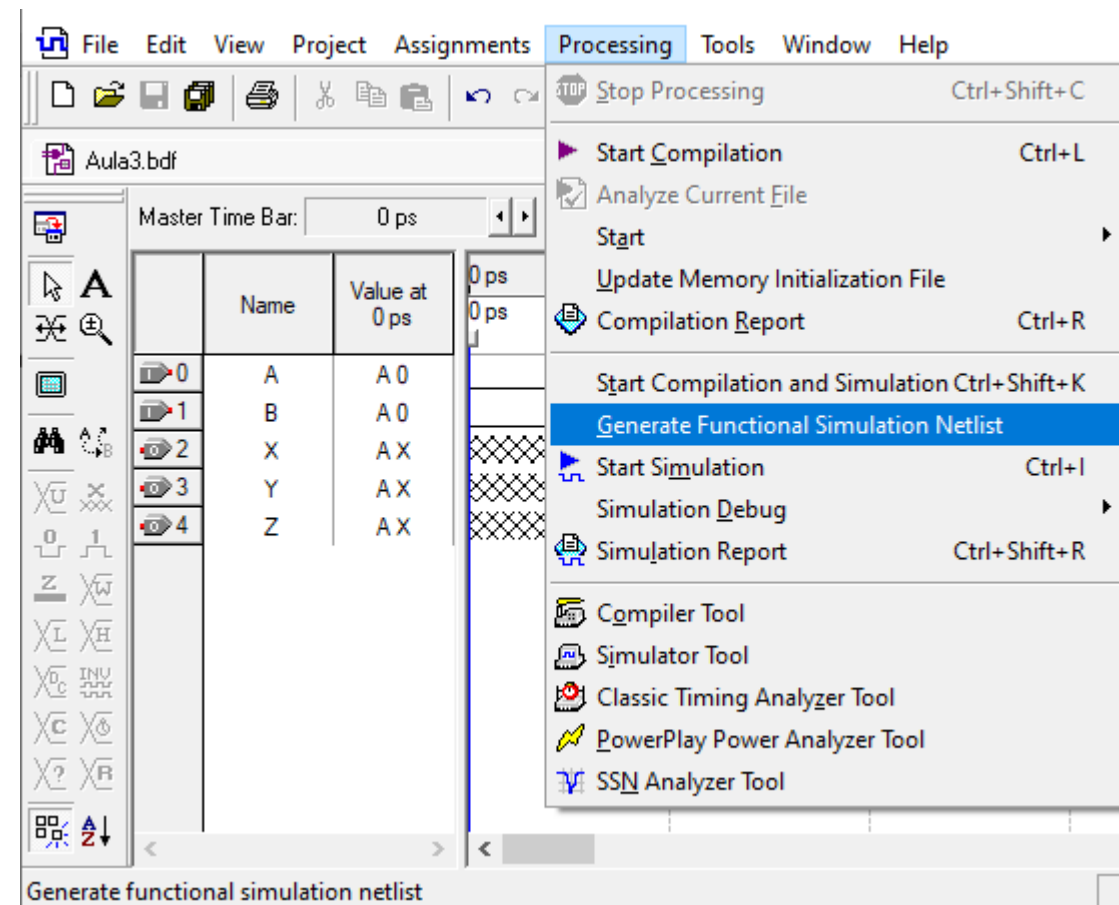 File Edit View Project Assignments Processing Tools Window Help
Stop Processing Ctrl+Shift+C
Aula3.bdf
Start Compilation Ctrl+L
Analyze Current File
Master Time Bar: 0 ps
Start
Update Memory Initialization File
Compilation Report Ctrl+R
Name Value at 0 ps
0 ps
0 ps
0 A A 0
1 B A 0
2 X A X
3 Y A X
4 Z A X
Start Compilation and Simulation Ctrl+Shift+K
Generate Functional Simulation Netlist
Start Simulation Ctrl+I
Simulation Debug
Simulation Report Ctrl+Shift+R
Compiler Tool
Simulator Tool
Classic Timing Analyzer Tool
PowerPlay Power Analyzer Tool
SSN Analyzer Tool
Generate functional simulation netlist